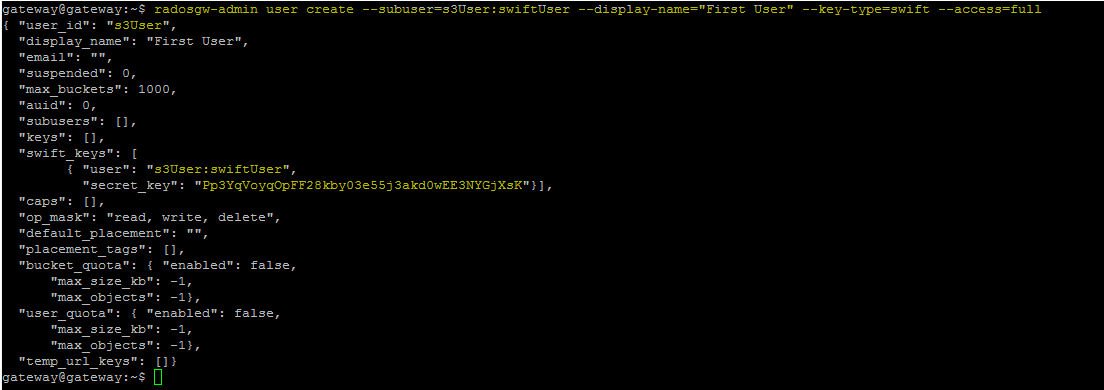 gateway@gateway:~$ radosgw-admin user create --subuser=s3User:swiftUser --display-name="First User" --key-type=swift --access=full
{ "user_id": "s3User",
  "display_name": "First User",
  "email": "",
  "suspended": 0,
  "max_buckets": 1000,
  "auid": 0,
  "subusers": [],
  "keys": [],
  "swift_keys": [
        { "user": "s3User:swiftUser",
          "secret_key": "Pp3YqVoyqOpFF28kby03e55j3akd0wEE3NYGjXsK"}],
  "caps": [],
  "op_mask": "read, write, delete",
  "default_placement": "",
  "placement_tags": [],
  "bucket_quota": { "enabled": false,
      "max_size_kb": -1,
      "max_objects": -1},
  "user_quota": { "enabled": false,
      "max_size_kb": -1,
      "max_objects": -1},
  "temp_url_keys": []}
gateway@gateway:~$